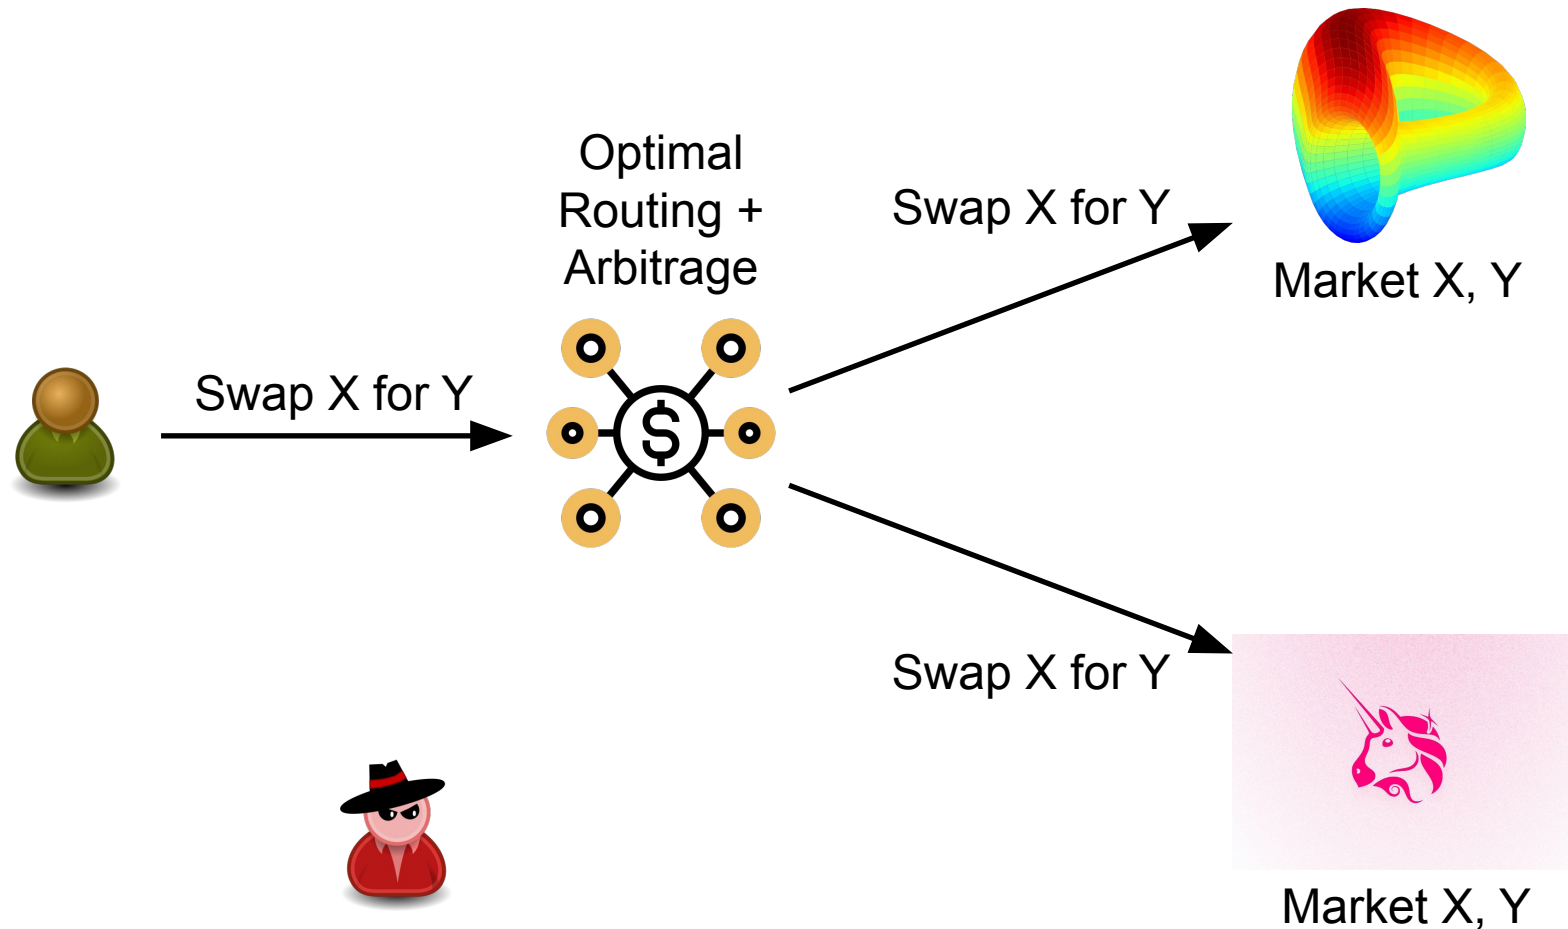 Optimal
Routing +
Arbitrage
Swap X for Y
Swap X for Y
Market X, Y
Swap X for Y
$
Market X, Y